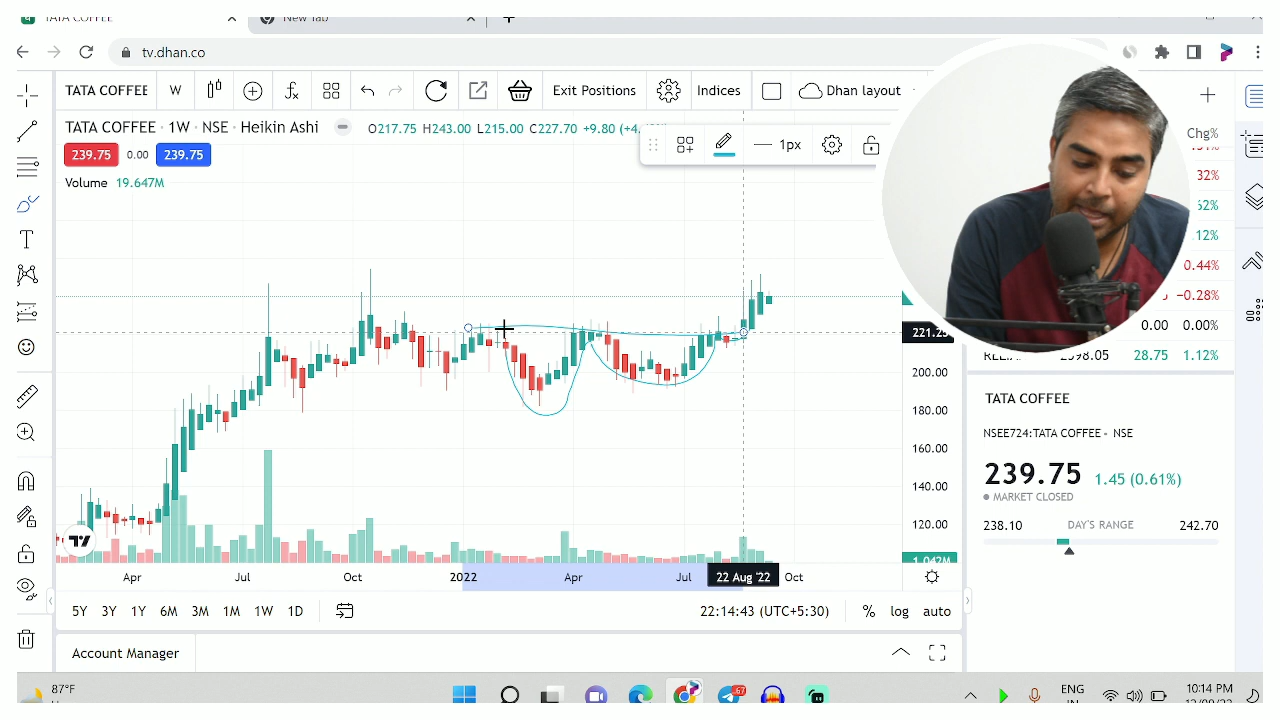 TATA COFFEE
New Tab
tv.dhan.co
TATA COFFEE W Exit Positions Indices Dhan layout
TATA COFFEE · 1W · NSE · Heikin Ashi O217.75 H243.00 L215.00 C227.70 +9.80
1px
239.75 0.00 239.75
Volume 19.647M
Chg%
32%
12%
0.44%
−0.28%
0.00 0.00%
28.75 1.12%
221.25
200.00
180.00
160.00
140.00
120.00
1.042M
Apr Jul Oct 2022 Apr Jul 22 Aug '22 Oct
5Y 3Y 1Y 6M 3M 1M 1W 1D 22:14:43 (UTC+5:30) % log auto
Account Manager
TATA COFFEE
NSEE724:TATA COFFEE - NSE
239.75 1.45 (0.61%)
MARKET CLOSED
238.10 DAY'S RANGE 242.70
87°F
67
ENG
IN
10:14 PM